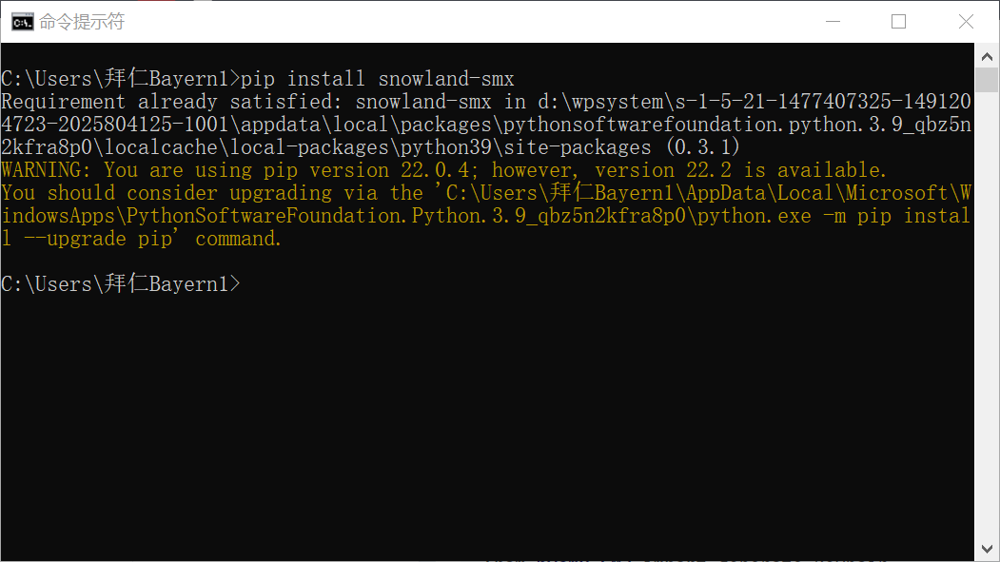 命令提示符
C:\Users\拜仁Bayern1>pip install snowland-smx
Requirement already satisfied: snowland-smx in d:\wpsystem\s-1-5-21-1477407325-149120
4723-2025804125-1001\appdata\local\packages\pythonsoftwarefoundation.python.3.9_qbz5n
2kfra8p0\localcache\local-packages\python39\site-packages (0.3.1)
WARNING: You are using pip version 22.0.4; however, version 22.2 is available.
You should consider upgrading via the 'C:\Users\拜仁Bayern1\AppData\Local\Microsoft\W
indowsApps\PythonSoftwareFoundation.Python.3.9_qbz5n2kfra8p0\python.exe -m pip instal
l --upgrade pip' command.
C:\Users\拜仁Bayern1>